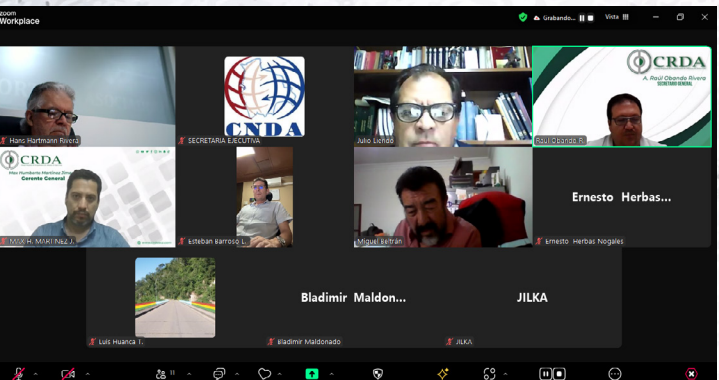 zoom
Workplace
Grabando...
Vista
Hans Hartmann Rivera
CNDA
SECRETARIA EJECUTIVA
Julio Liendo
CRDA
A. Raúl Obando Rivera
SECRETARIO GENERAL
Raúl Obando R.
CRDA
Max Humberto Martínez Jiménez
Gerente General
MAX H. MARTINEZ J.
Esteban Barroso L.
Miguel Beltrán
Ernesto Herbas...
Ernesto Herbas Nogales
Luis Huanca T.
Bladimir Maldon...
Bladimir Maldonado
JILKA
JILKA
11